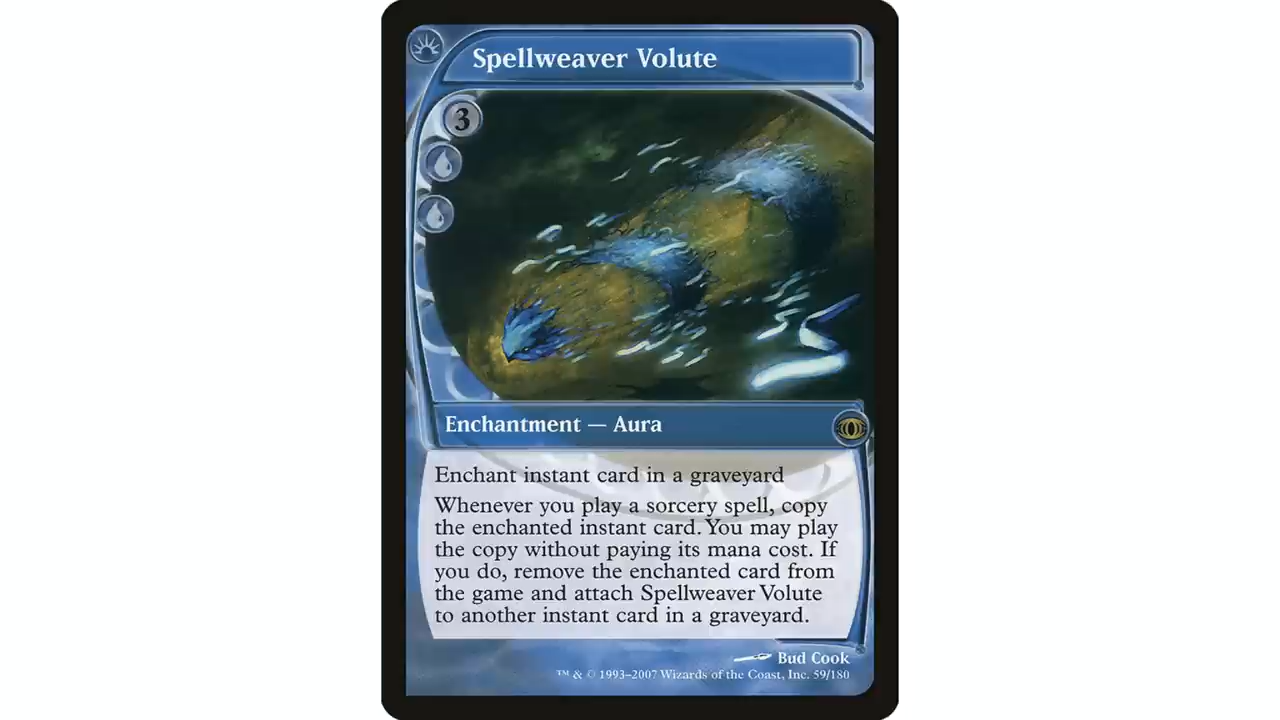 Spellweaver Volute
3
Enchantment — Aura
Enchant instant card in a graveyard
Whenever you play a sorcery spell, copy
the enchanted instant card. You may play
the copy without paying its mana cost. If
you do, remove the enchanted card from
the game and attach Spellweaver Volute
to another instant card in a graveyard.
Bud Cook
™ & © 1993–2007 Wizards of the Coast, Inc. 59/180